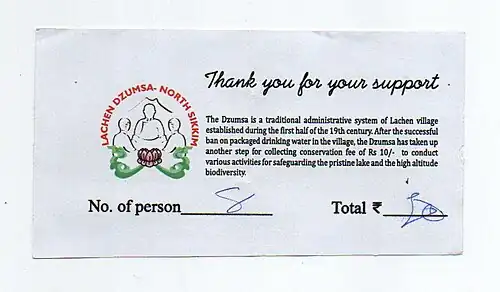 LACHEN DZUMSA - NORTH SIKKIM
Thank you for your support.
The Dzumsa is a traditional administrative system of Lachen village
established during the first half of the 19th century. After the successful
ban on packaged drinking water in the village, the Dzumsa has taken up
another step for collecting conservation fee of Rs 10/- to conduct
various activities for safeguarding the pristine lake and the high altitude
biodiversity.
No. of person 8
Total ₹